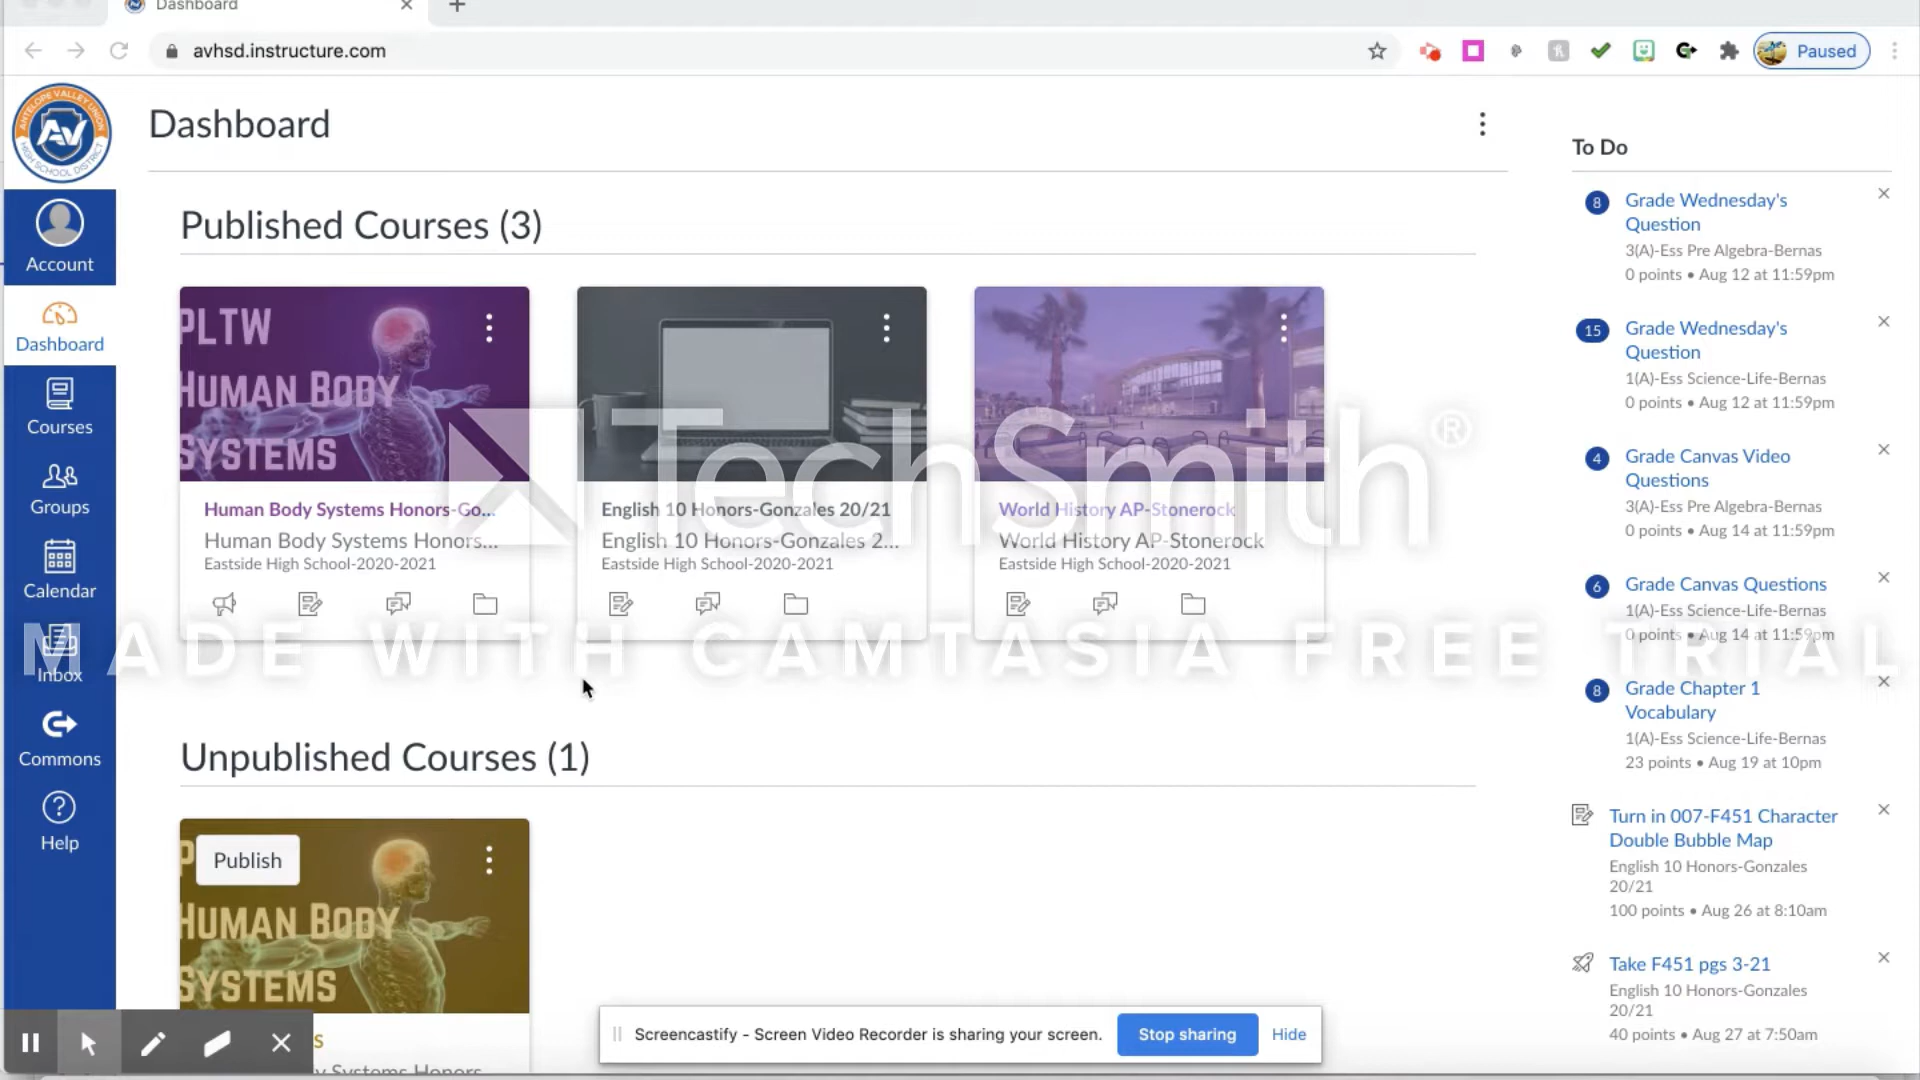 Dashboard
avhsd.instructure.com
Paused
ANTELOPE VALLEY UNION
AV
HIGH SCHOOL DISTRICT
Dashboard
To Do
Account
Dashboard
Courses
Groups
Calendar
Inbox
Commons
Help
Published Courses (3)
PLTW
HUMAN BODY
SYSTEMS
Human Body Systems Honors-Go...
Human Body Systems Honors...
Eastside High School-2020-2021
English 10 Honors-Gonzales 20/21
English 10 Honors-Gonzales 2...
Eastside High School-2020-2021
World History AP-Stonerock
World History AP-Stonerock
Eastside High School-2020-2021
TechSmith®
MADE WITH CAMTASIA FREE TRIAL
Unpublished Courses (1)
Publish
P
HUMAN BODY
SYSTEMS
s
y Systems Honors
8
Grade Wednesday's
Question
3(A)-Ess Pre Algebra-Bernas
0 points • Aug 12 at 11:59pm
15
Grade Wednesday's
Question
1(A)-Ess Science-Life-Bernas
0 points • Aug 12 at 11:59pm
4
Grade Canvas Video
Questions
3(A)-Ess Pre Algebra-Bernas
0 points • Aug 14 at 11:59pm
6
Grade Canvas Questions
1(A)-Ess Science-Life-Bernas
0 points • Aug 14 at 11:59pm
8
Grade Chapter 1
Vocabulary
1(A)-Ess Science-Life-Bernas
23 points • Aug 19 at 10pm
Turn in 007-F451 Character
Double Bubble Map
English 10 Honors-Gonzales
20/21
100 points • Aug 26 at 8:10am
Take F451 pgs 3-21
English 10 Honors-Gonzales
20/21
40 points • Aug 27 at 7:50am
Screencastify - Screen Video Recorder is sharing your screen.
Stop sharing
Hide